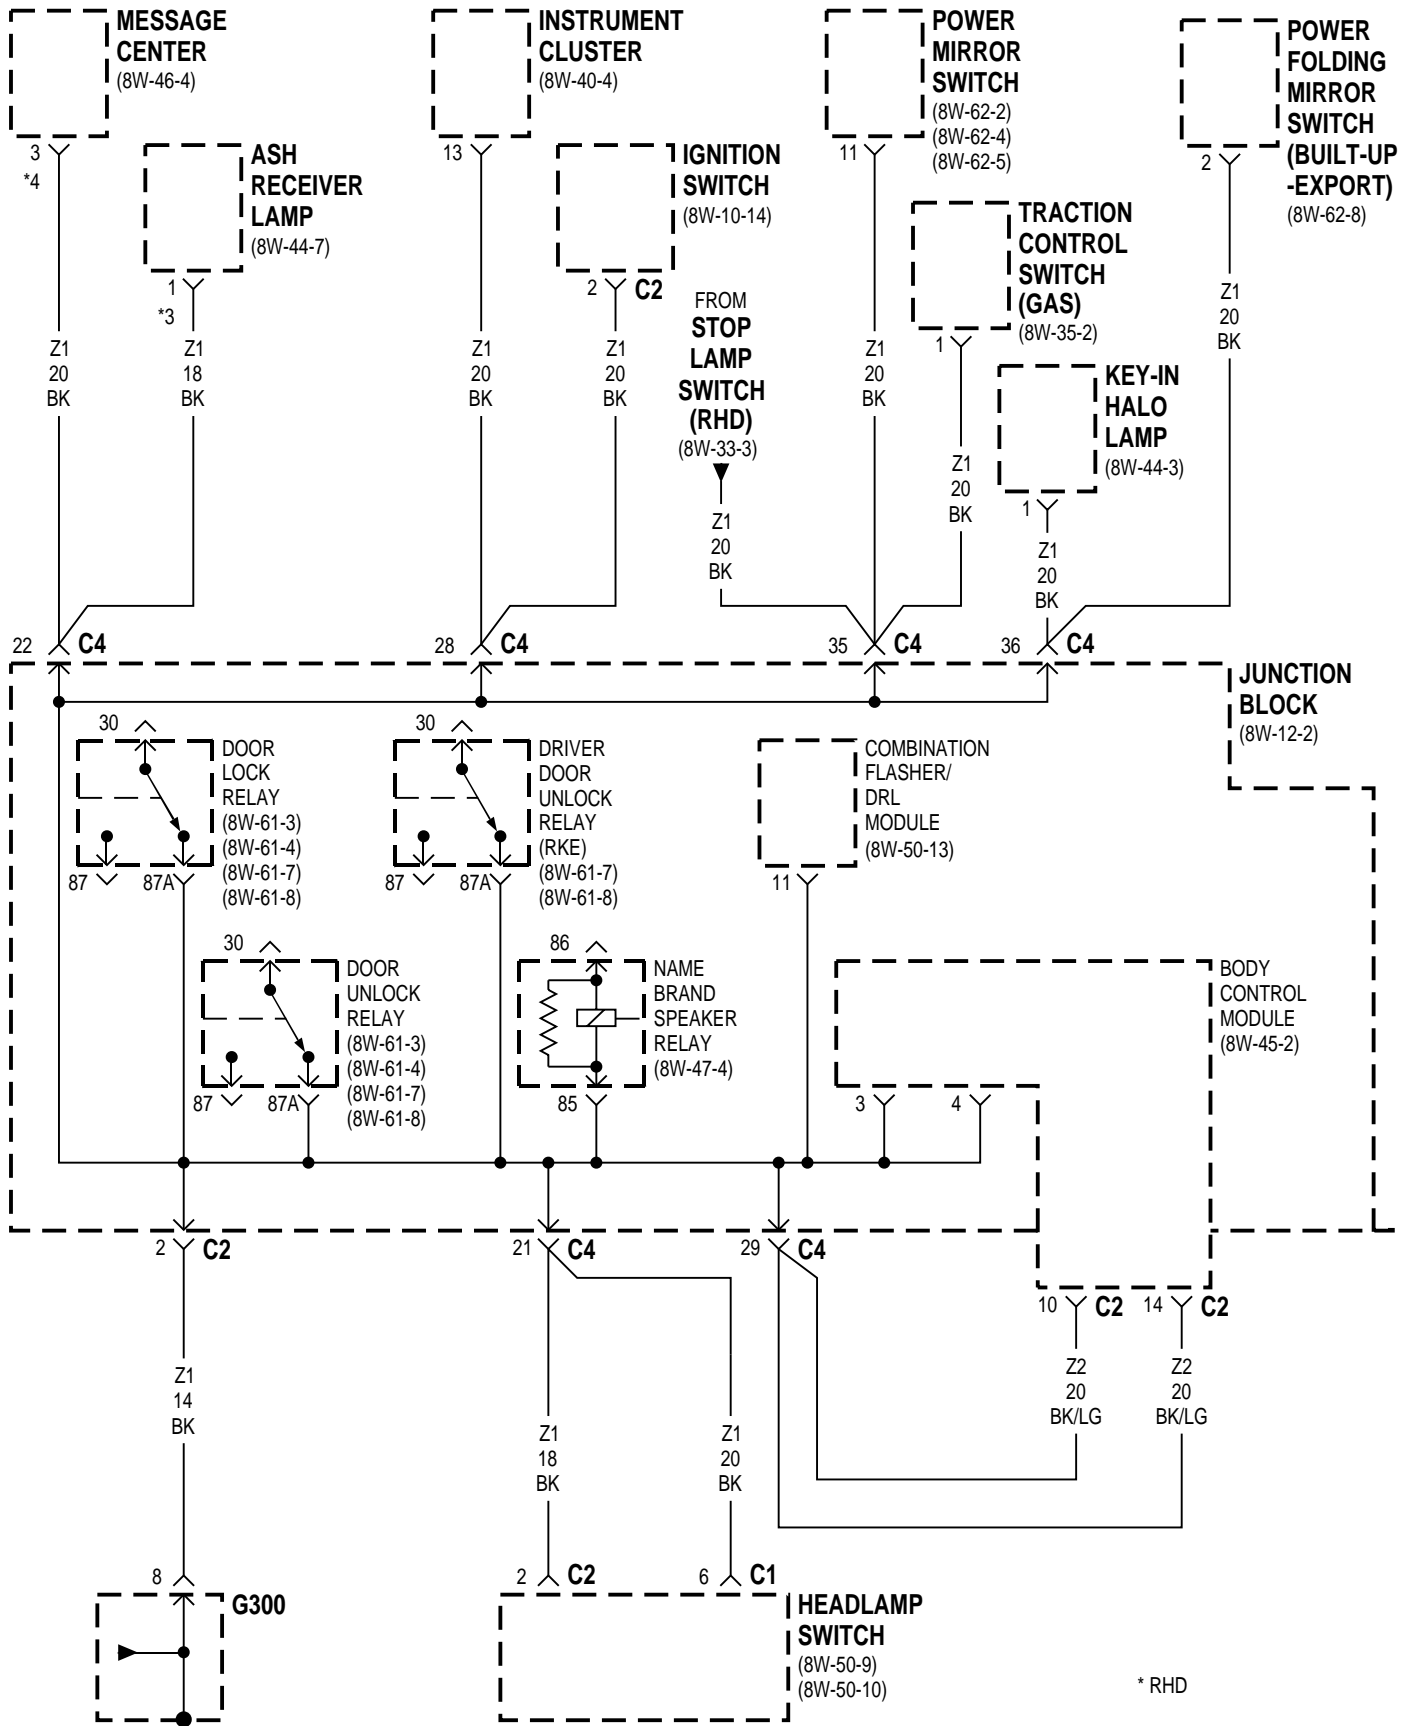 MESSAGE
CENTER
(8W-46-4)
3
*4
Z1
20
BK
ASH
RECEIVER
LAMP
(8W-44-7)
1
*3
Z1
18
BK
INSTRUMENT
CLUSTER
(8W-40-4)
13
Z1
20
BK
IGNITION
SWITCH
(8W-10-14)
2 C2
Z1
20
BK
FROM
STOP
LAMP
SWITCH
(RHD)
(8W-33-3)
Z1
20
BK
POWER
MIRROR
SWITCH
(8W-62-2)
(8W-62-4)
(8W-62-5)
11
Z1
20
BK
TRACTION
CONTROL
SWITCH
(GAS)
(8W-35-2)
1
Z1
20
BK
KEY-IN
HALO
LAMP
(8W-44-3)
1
Z1
20
BK
POWER
FOLDING
MIRROR
SWITCH
(BUILT-UP
-EXPORT)
(8W-62-8)
2
Z1
20
BK
22 C4
28 C4
35 C4
36 C4
JUNCTION
BLOCK
(8W-12-2)
30
DOOR
LOCK
RELAY
(8W-61-3)
(8W-61-4)
(8W-61-7)
(8W-61-8)
87 87A
30
DRIVER
DOOR
UNLOCK
RELAY
(RKE)
(8W-61-7)
(8W-61-8)
87 87A
COMBINATION
FLASHER/
DRL
MODULE
(8W-50-13)
11
30
DOOR
UNLOCK
RELAY
(8W-61-3)
(8W-61-4)
(8W-61-7)
(8W-61-8)
87 87A
86
NAME
BRAND
SPEAKER
RELAY
(8W-47-4)
85
BODY
CONTROL
MODULE
(8W-45-2)
3 4
2 C2
21 C4
29 C4
10 C2
14 C2
Z1
14
BK
Z1
18
BK
Z1
20
BK
Z2
20
BK/LG
Z2
20
BK/LG
8
G300
2 C2
6 C1
HEADLAMP
SWITCH
(8W-50-9)
(8W-50-10)
* RHD